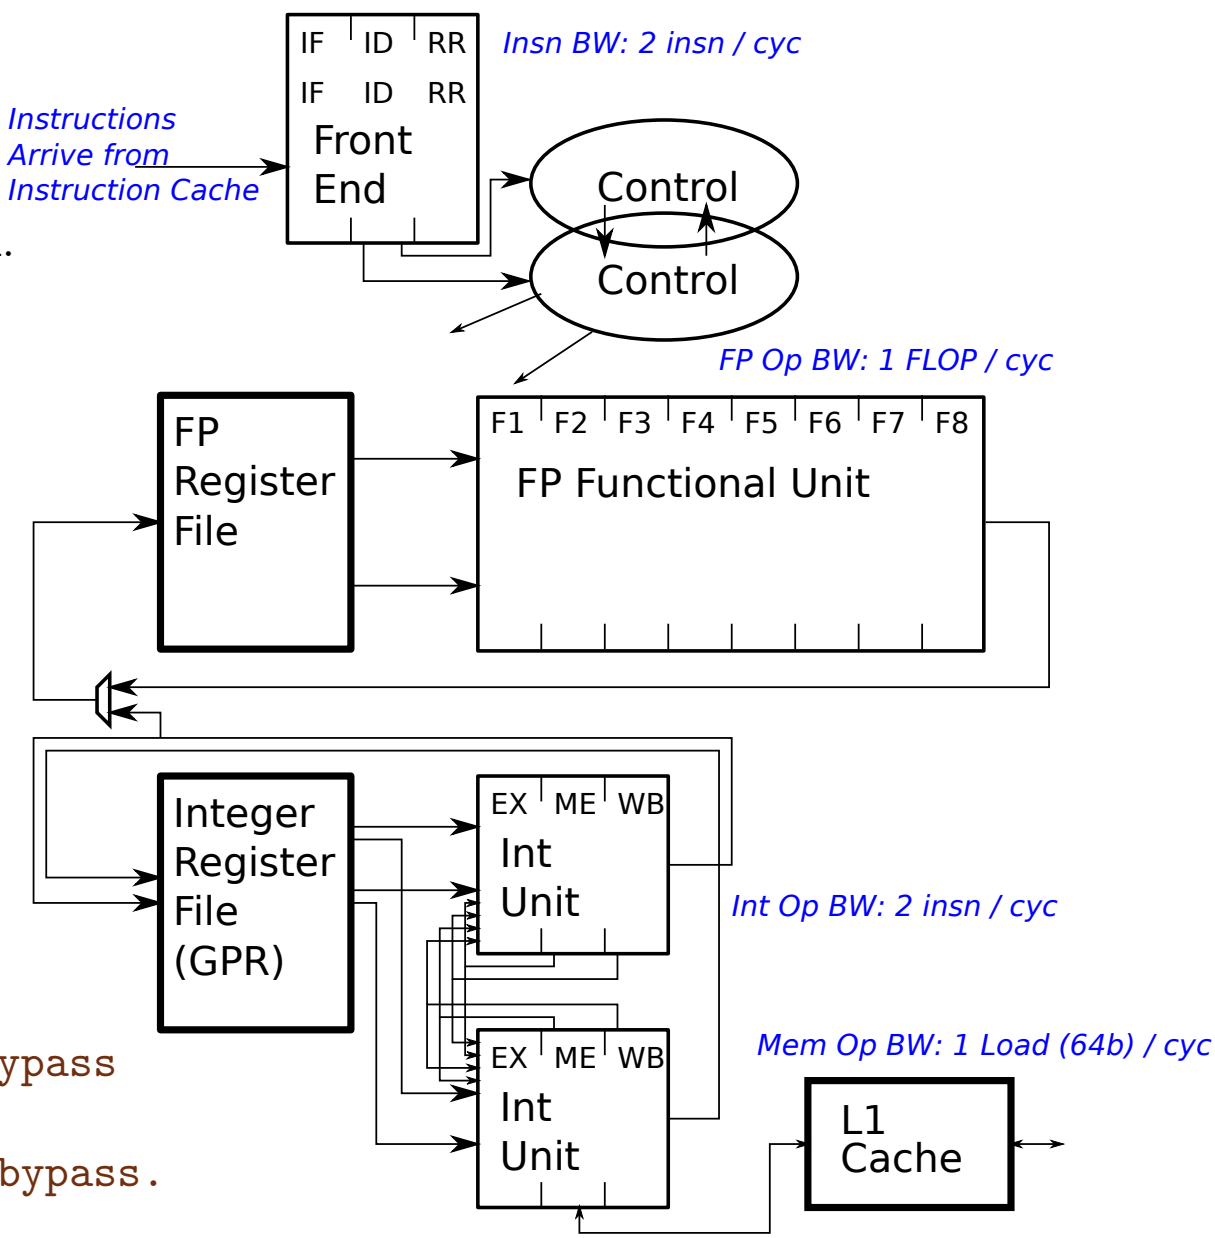 IF ID RR
Insn BW: 2 insn / cyc
IF ID RR
Instructions
Arrive from
Instruction Cache
Front
End
Control
Control
.
FP Op BW: 1 FLOP / cyc
FP
Register
File
F1 F2 F3 F4 F5 F6 F7 F8
FP Functional Unit
Integer
Register
File
(GPR)
EX ME WB
Int
Unit
Int Op BW: 2 insn / cyc
ypass
bypass.
EX ME WB
Int
Unit
Mem Op BW: 1 Load (64b) / cyc
L1
Cache